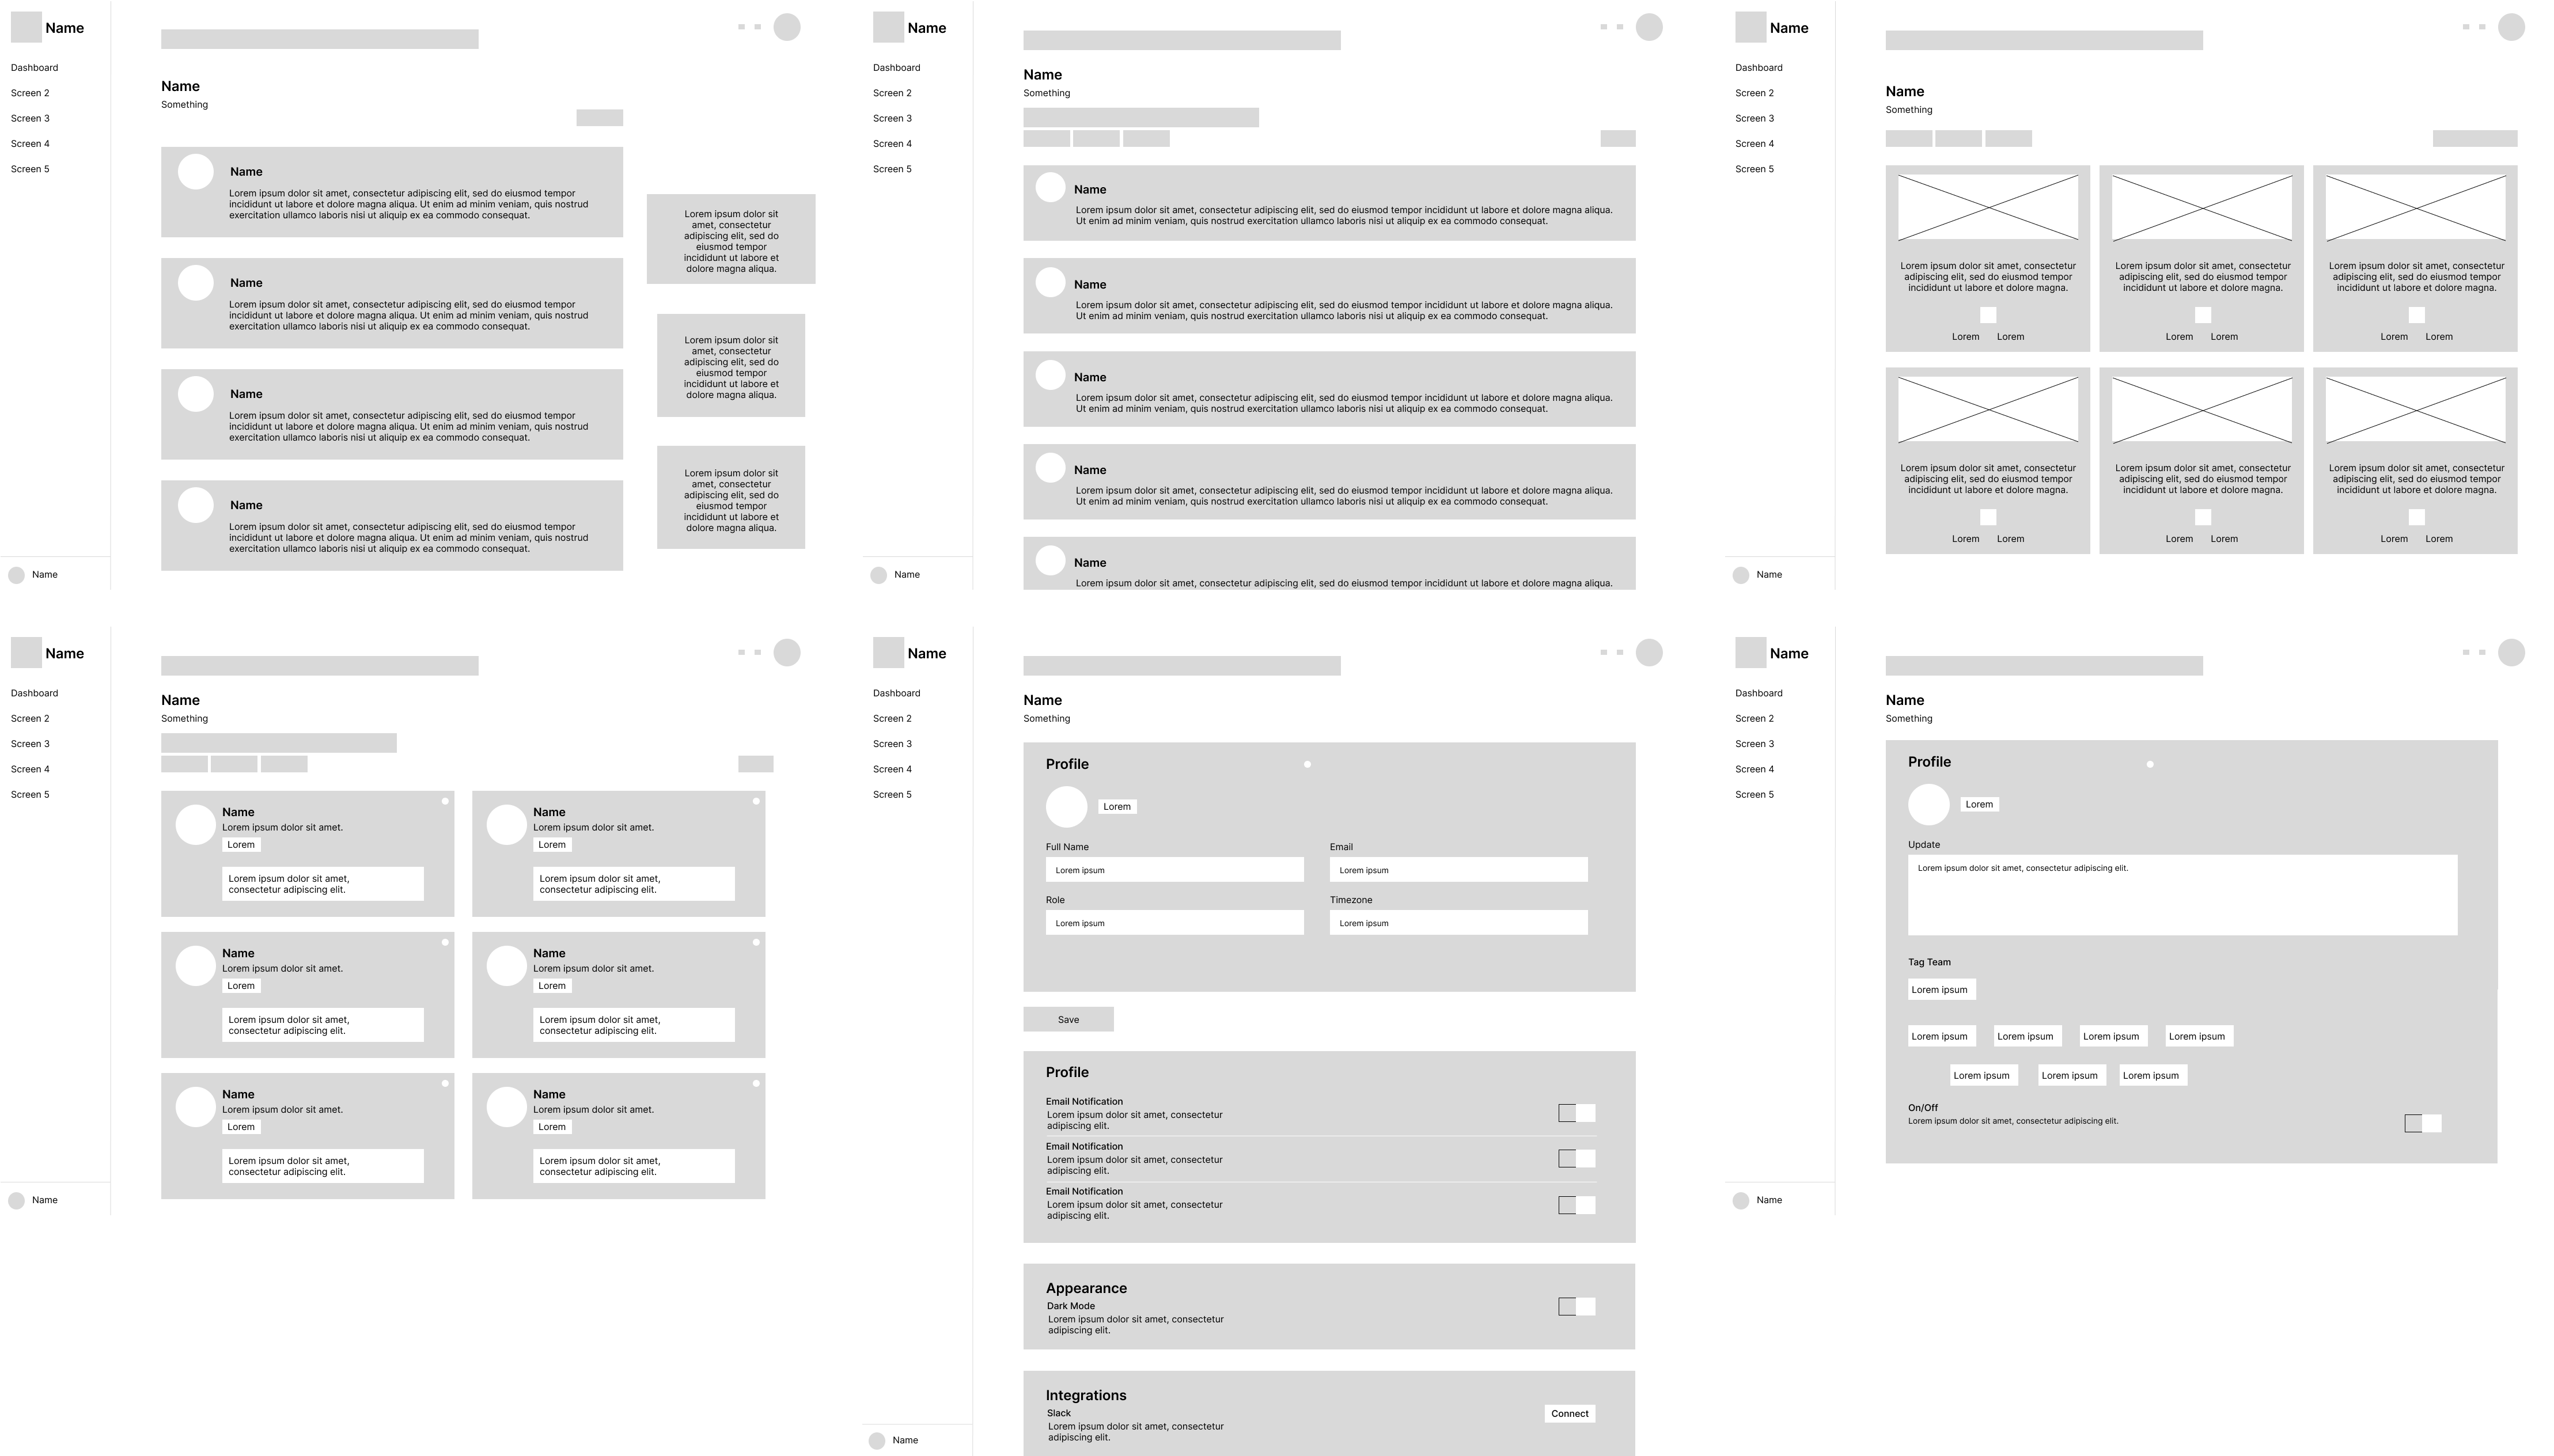 Name
Dashboard
Screen 2
Screen 3
Screen 4
Screen 5
Name
Name
Something
Name
Lorem ipsum dolor sit amet, consectetur adipiscing elit, sed do eiusmod tempor
incididunt ut labore et dolore magna aliqua. Ut enim ad minim veniam, quis nostrud
exercitation ullamco laboris nisi ut aliquip ex ea commodo consequat.
Name
Lorem ipsum dolor sit amet, consectetur adipiscing elit, sed do eiusmod tempor
incididunt ut labore et dolore magna aliqua. Ut enim ad minim veniam, quis nostrud
exercitation ullamco laboris nisi ut aliquip ex ea commodo consequat.
Name
Lorem ipsum dolor sit amet, consectetur adipiscing elit, sed do eiusmod tempor
incididunt ut labore et dolore magna aliqua. Ut enim ad minim veniam, quis nostrud
exercitation ullamco laboris nisi ut aliquip ex ea commodo consequat.
Name
Lorem ipsum dolor sit amet, consectetur adipiscing elit, sed do eiusmod tempor
incididunt ut labore et dolore magna aliqua. Ut enim ad minim veniam, quis nostrud
exercitation ullamco laboris nisi ut aliquip ex ea commodo consequat.
Lorem ipsum dolor sit
amet, consectetur
adipiscing elit, sed do
eiusmod tempor
incididunt ut labore et
dolore magna aliqua.
Lorem ipsum dolor sit
amet, consectetur
adipiscing elit, sed do
eiusmod tempor
incididunt ut labore et
dolore magna aliqua.
Lorem ipsum dolor sit
amet, consectetur
adipiscing elit, sed do
eiusmod tempor
incididunt ut labore et
dolore magna aliqua.
Name
Dashboard
Screen 2
Screen 3
Screen 4
Screen 5
Name
Name
Something
Name
Lorem ipsum dolor sit amet, consectetur adipiscing elit, sed do eiusmod tempor incididunt ut labore et dolore magna aliqua.
Ut enim ad minim veniam, quis nostrud exercitation ullamco laboris nisi ut aliquip ex ea commodo consequat.
Name
Lorem ipsum dolor sit amet, consectetur adipiscing elit, sed do eiusmod tempor incididunt ut labore et dolore magna aliqua.
Ut enim ad minim veniam, quis nostrud exercitation ullamco laboris nisi ut aliquip ex ea commodo consequat.
Name
Lorem ipsum dolor sit amet, consectetur adipiscing elit, sed do eiusmod tempor incididunt ut labore et dolore magna aliqua.
Ut enim ad minim veniam, quis nostrud exercitation ullamco laboris nisi ut aliquip ex ea commodo consequat.
Name
Lorem ipsum dolor sit amet, consectetur adipiscing elit, sed do eiusmod tempor incididunt ut labore et dolore magna aliqua.
Ut enim ad minim veniam, quis nostrud exercitation ullamco laboris nisi ut aliquip ex ea commodo consequat.
Name
Lorem ipsum dolor sit amet, consectetur adipiscing elit, sed do eiusmod tempor incididunt ut labore et dolore magna aliqua.
Name
Dashboard
Screen 2
Screen 3
Screen 4
Screen 5
Name
Name
Something
Lorem ipsum dolor sit amet, consectetur
adipiscing elit, sed do eiusmod tempor
incididunt ut labore et dolore magna.
Lorem Lorem
Lorem ipsum dolor sit amet, consectetur
adipiscing elit, sed do eiusmod tempor
incididunt ut labore et dolore magna.
Lorem Lorem
Lorem ipsum dolor sit amet, consectetur
adipiscing elit, sed do eiusmod tempor
incididunt ut labore et dolore magna.
Lorem Lorem
Lorem ipsum dolor sit amet, consectetur
adipiscing elit, sed do eiusmod tempor
incididunt ut labore et dolore magna.
Lorem Lorem
Lorem ipsum dolor sit amet, consectetur
adipiscing elit, sed do eiusmod tempor
incididunt ut labore et dolore magna.
Lorem Lorem
Lorem ipsum dolor sit amet, consectetur
adipiscing elit, sed do eiusmod tempor
incididunt ut labore et dolore magna.
Lorem Lorem
Name
Dashboard
Screen 2
Screen 3
Screen 4
Screen 5
Name
Name
Something
Name
Lorem ipsum dolor sit amet.
Lorem
Lorem ipsum dolor sit amet,
consectetur adipiscing elit.
Name
Lorem ipsum dolor sit amet.
Lorem
Lorem ipsum dolor sit amet,
consectetur adipiscing elit.
Name
Lorem ipsum dolor sit amet.
Lorem
Lorem ipsum dolor sit amet,
consectetur adipiscing elit.
Name
Lorem ipsum dolor sit amet.
Lorem
Lorem ipsum dolor sit amet,
consectetur adipiscing elit.
Name
Lorem ipsum dolor sit amet.
Lorem
Lorem ipsum dolor sit amet,
consectetur adipiscing elit.
Name
Lorem ipsum dolor sit amet.
Lorem
Lorem ipsum dolor sit amet,
consectetur adipiscing elit.
Name
Dashboard
Screen 2
Screen 3
Screen 4
Screen 5
Name
Name
Something
Profile
Lorem
Full Name
Lorem ipsum
Email
Lorem ipsum
Role
Lorem ipsum
Timezone
Lorem ipsum
Save
Profile
Email Notification
Lorem ipsum dolor sit amet, consectetur
adipiscing elit.
Email Notification
Lorem ipsum dolor sit amet, consectetur
adipiscing elit.
Email Notification
Lorem ipsum dolor sit amet, consectetur
adipiscing elit.
Appearance
Dark Mode
Lorem ipsum dolor sit amet, consectetur
adipiscing elit.
Integrations
Slack
Lorem ipsum dolor sit amet, consectetur
adipiscing elit.
Connect
Name
Dashboard
Screen 2
Screen 3
Screen 4
Screen 5
Name
Name
Something
Profile
Lorem
Update
Lorem ipsum dolor sit amet, consectetur adipiscing elit.
Tag Team
Lorem ipsum
Lorem ipsum Lorem ipsum Lorem ipsum Lorem ipsum
Lorem ipsum Lorem ipsum Lorem ipsum
On/Off
Lorem ipsum dolor sit amet, consectetur adipiscing elit.